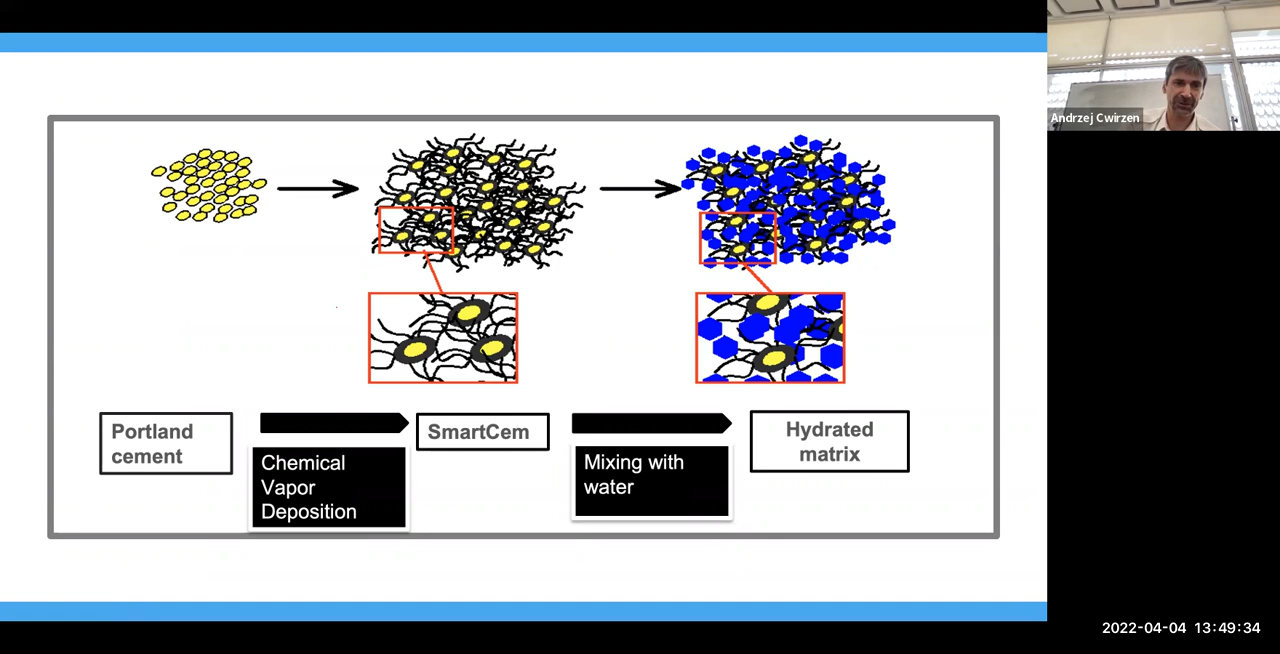 Andrzej Cwirzen
Portland
cement
Chemical
Vapor
Deposition
SmartCem
Mixing with
water
Hydrated
matrix
2022-04-04 13:49:34